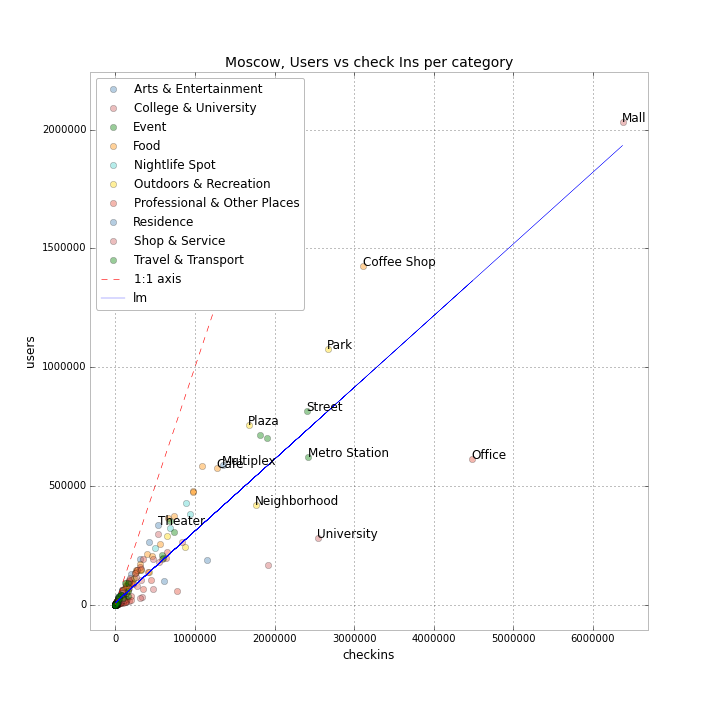 Moscow, Users vs check Ins per category
Arts & Entertainment
College & University
Event
Food
Nightlife Spot
Outdoors & Recreation
Professional & Other Places
Residence
Shop & Service
Travel & Transport
1:1 axis
lm
Mall
Coffee Shop
Park
Street
Plaza
Multiplex
Cafe
Metro Station
Office
Neighborhood
Theater
University
2000000
1500000
1000000
500000
0
users
0
1000000
2000000
3000000
4000000
5000000
6000000
checkins